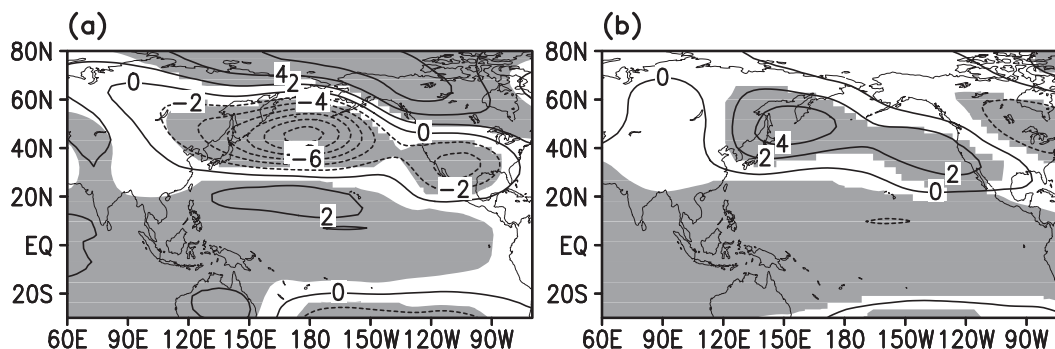 (a) (b)
80N 80N
60N 60N
40N 40N
20N 20N
EQ EQ
20S 20S
0 4 2 -2 -4 0 -6 -2 2 0
0 4 2 2 0
60E 90E 120E 150E 180 150W 120W 90W
60E 90E 120E 150E 180 150W 120W 90W